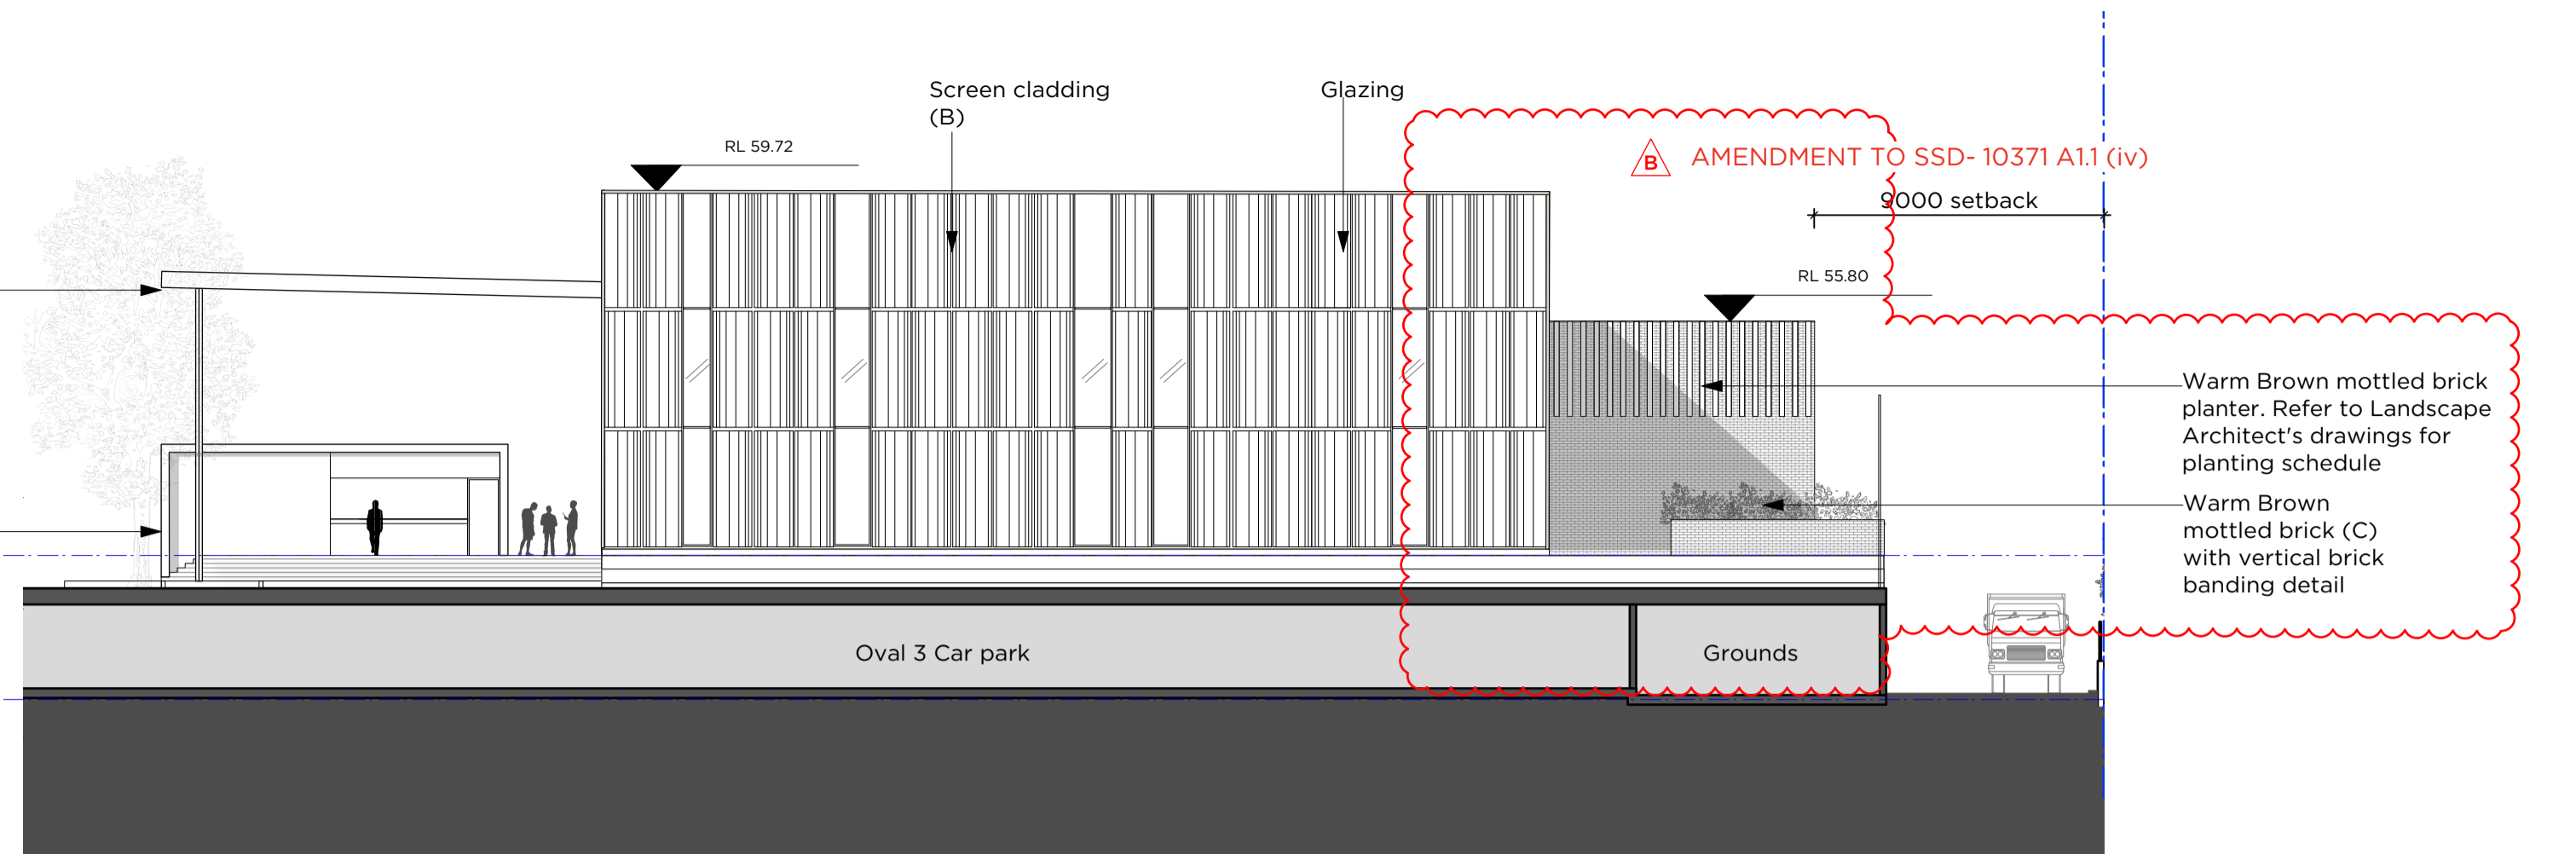 Screen cladding
(B)
Glazing
RL 59.72
B
AMENDMENT TO SSD- 10371 A1.1 (iv)
9000 setback
RL 55.80
Warm Brown mottled brick
planter. Refer to Landscape
Architect's drawings for
planting schedule
Warm Brown
mottled brick (C)
with vertical brick
banding detail
Oval 3 Car park
Grounds